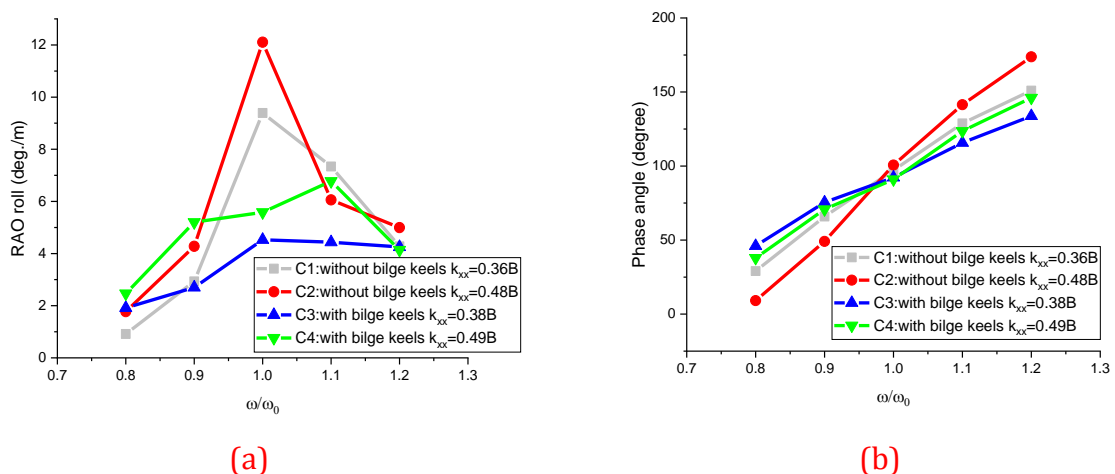 RAO roll (deg./m)
12
10
8
6
4
2
0
C1:without bilge keels kxx=0.36B
C2:without bilge keels kxx=0.48B
C3:with bilge keels kxx=0.38B
C4:with bilge keels kxx=0.49B
0.7 0.8 0.9 1.0 1.1 1.2 1.3
ω/ω0
(a)
Phase angle (degree)
200
150
100
50
0
C1:without bilge keels kxx=0.36B
C2:without bilge keels kxx=0.48B
C3:with bilge keels kxx=0.38B
C4:with bilge keels kxx=0.49B
0.7 0.8 0.9 1.0 1.1 1.2 1.3
ω/ω0
(b)